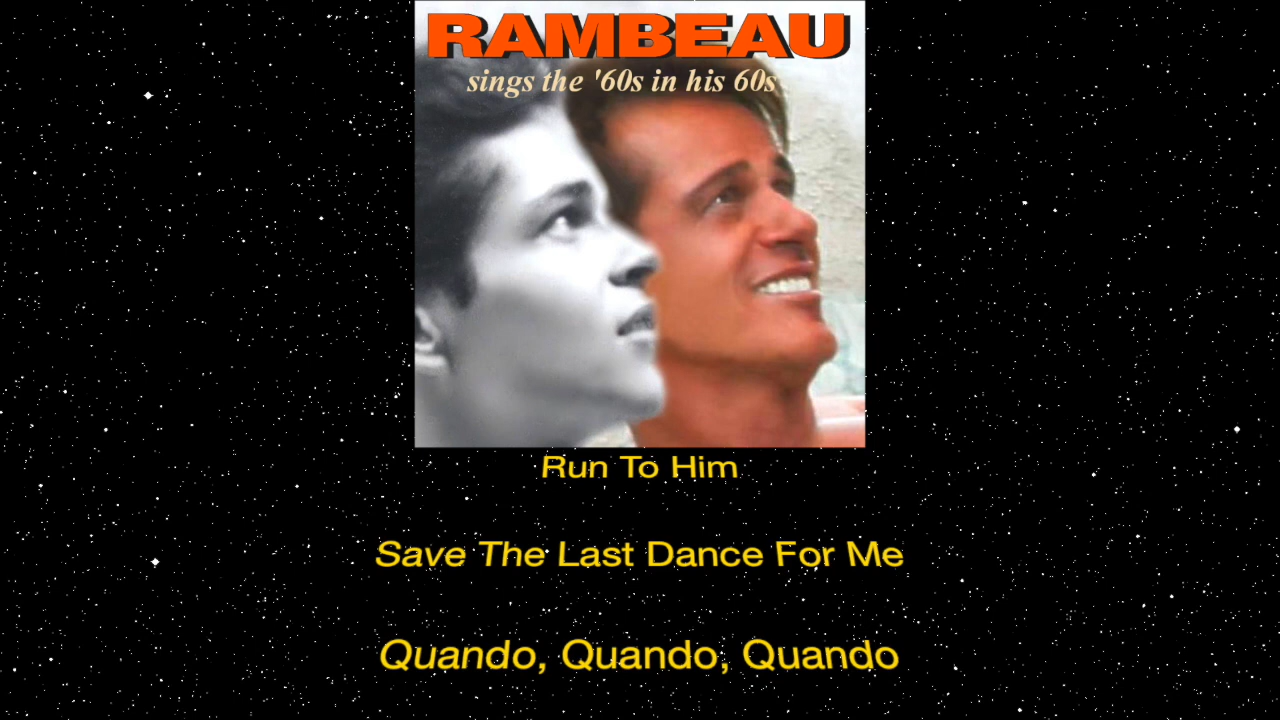 RAMBEAU
sings the '60s in his 60s
Run To Him
Save The Last Dance For Me
Quando, Quando, Quando